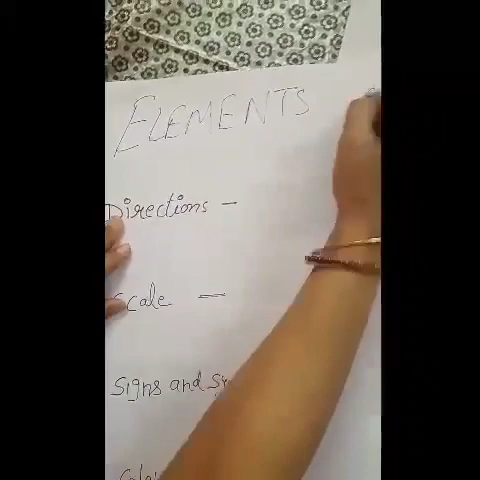 ELEMENTS
Directions –
Scale –
Signs and